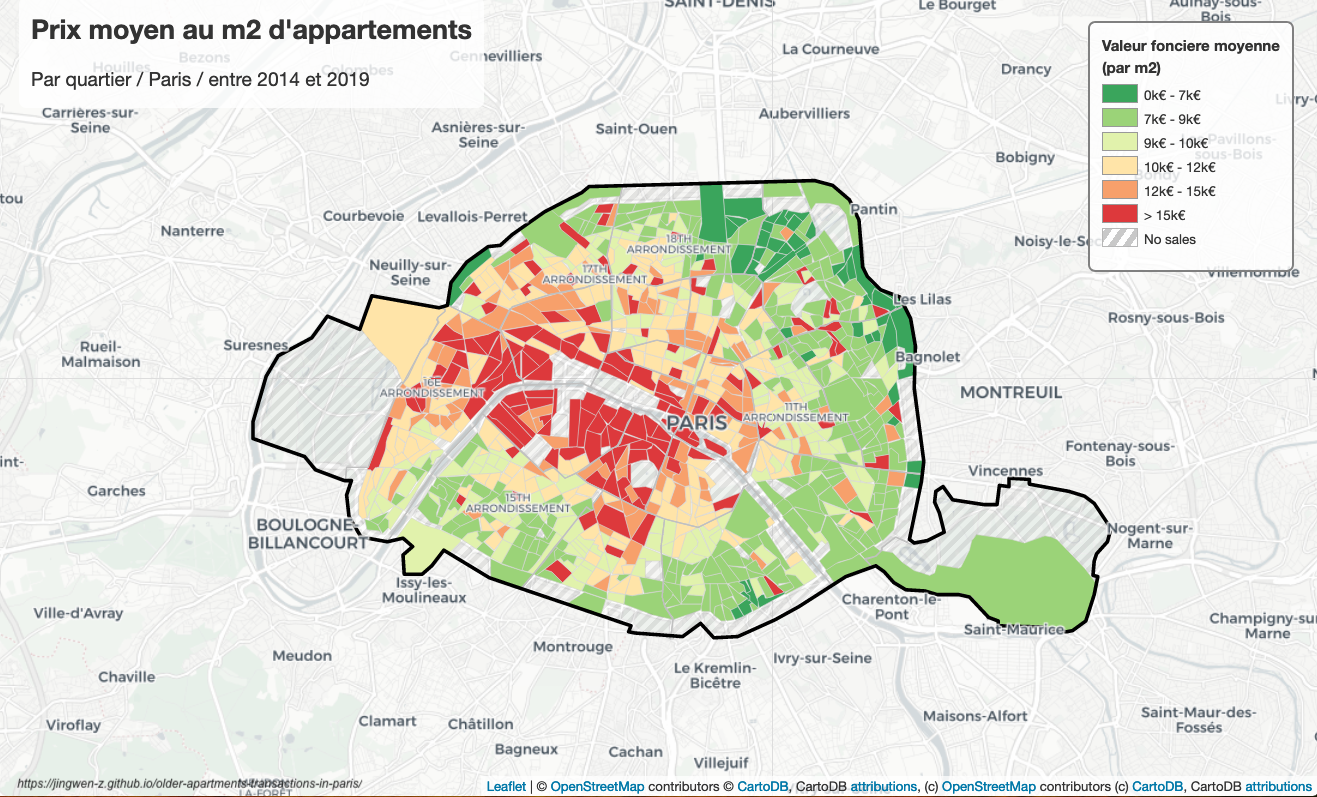 SAINT-DENIS
Le Bourget
Aulnay-sous-
Bois
Prix moyen au m2 d'appartements
Par quartier / Paris / entre 2014 et 2019
Houilles
Bezons
Colombes
Gennevilliers
La Courneuve
Drancy
Valeur fonciere moyenne
(par m2)
0k€ - 7k€
7k€ - 9k€
9k€ - 10k€
10k€ - 12k€
12k€ - 15k€
> 15k€
No sales
Livry-G
Les Pavillons-
sous-Bois
Bondy
Carrières-sur-
Seine
Asnières-sur-
Seine
Saint-Ouen
Aubervilliers
Bobigny
tou
Courbevoie
Levallois-Perret
Pantin
Nanterre
Noisy-le-Sec
18TH
ARRONDISSEMENT
Neuilly-sur-
Seine
17TH
ARRONDISSEMENT
Villemomble
Les Lilas
Rosny-sous-Bois
Rueil-
Malmaison
Suresnes
Bagnolet
16E
ARRONDISSEMENT
MONTREUIL
PARIS
11TH
ARRONDISSEMENT
Fontenay-sous-
Bois
int-
Vincennes
Garches
15TH
ARRONDISSEMENT
BOULOGNE-
BILLANCOURT
Nogent-sur-
Marne
Issy-les-
Moulineaux
Charenton-le-
Pont
Ville-d'Avray
Saint-Maurice
Champigny-sur-
Marne
Montrouge
Meudon
Le Kremlin-
Bicêtre
Ivry-sur-Seine
Chaville
Viroflay
Clamart
Châtillon
Maisons-Alfort
Saint-Maur-des-
Fossés
Bagneux
Cachan
Villejuif
https://jingwen-z.github.io/older-apartments-transactions-in-paris/
MEUDON-
LA-FORÊT
Leaflet | © OpenStreetMap contributors © CartoDB, CartoDB attributions, (c) OpenStreetMap contributors (c) CartoDB, CartoDB attributions